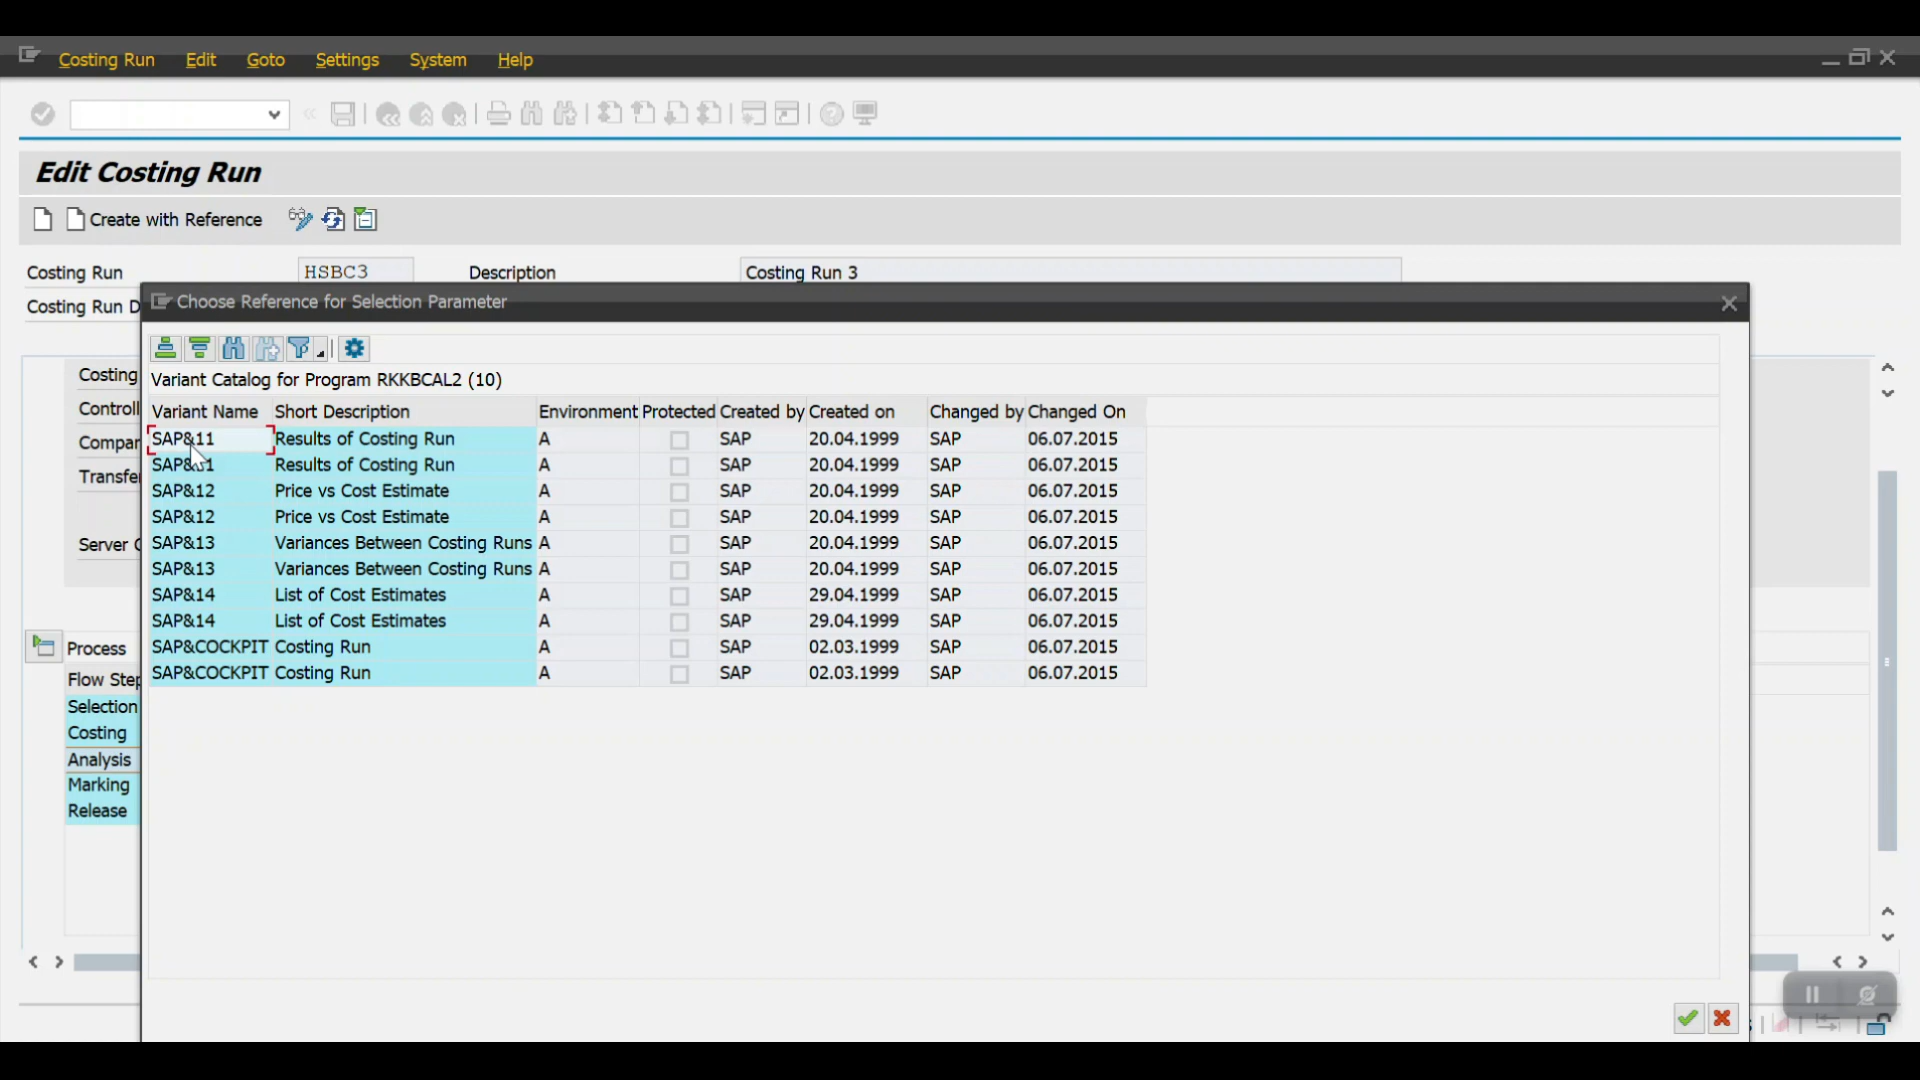 Costing Run Edit Goto Settings System Help
Edit Costing Run
Create with Reference
Costing Run HSBC3 Description Costing Run 3
Costing Run D
Choose Reference for Selection Parameter
Costing
Controll
Compar
Transfer
Server
Variant Catalog for Program RKKBCAL2 (10)
Variant Name Short Description Environment Protected Created by Created on Changed by Changed On
SAP&11 Results of Costing Run A SAP 20.04.1999 SAP 06.07.2015
SAP&11 Results of Costing Run A SAP 20.04.1999 SAP 06.07.2015
SAP&12 Price vs Cost Estimate A SAP 20.04.1999 SAP 06.07.2015
SAP&12 Price vs Cost Estimate A SAP 20.04.1999 SAP 06.07.2015
SAP&13 Variances Between Costing Runs A SAP 20.04.1999 SAP 06.07.2015
SAP&13 Variances Between Costing Runs A SAP 20.04.1999 SAP 06.07.2015
SAP&14 List of Cost Estimates A SAP 29.04.1999 SAP 06.07.2015
SAP&14 List of Cost Estimates A SAP 29.04.1999 SAP 06.07.2015
SAP&COCKPIT Costing Run A SAP 02.03.1999 SAP 06.07.2015
SAP&COCKPIT Costing Run A SAP 02.03.1999 SAP 06.07.2015
Process
Flow Step
Selection
Costing
Analysis
Marking
Release